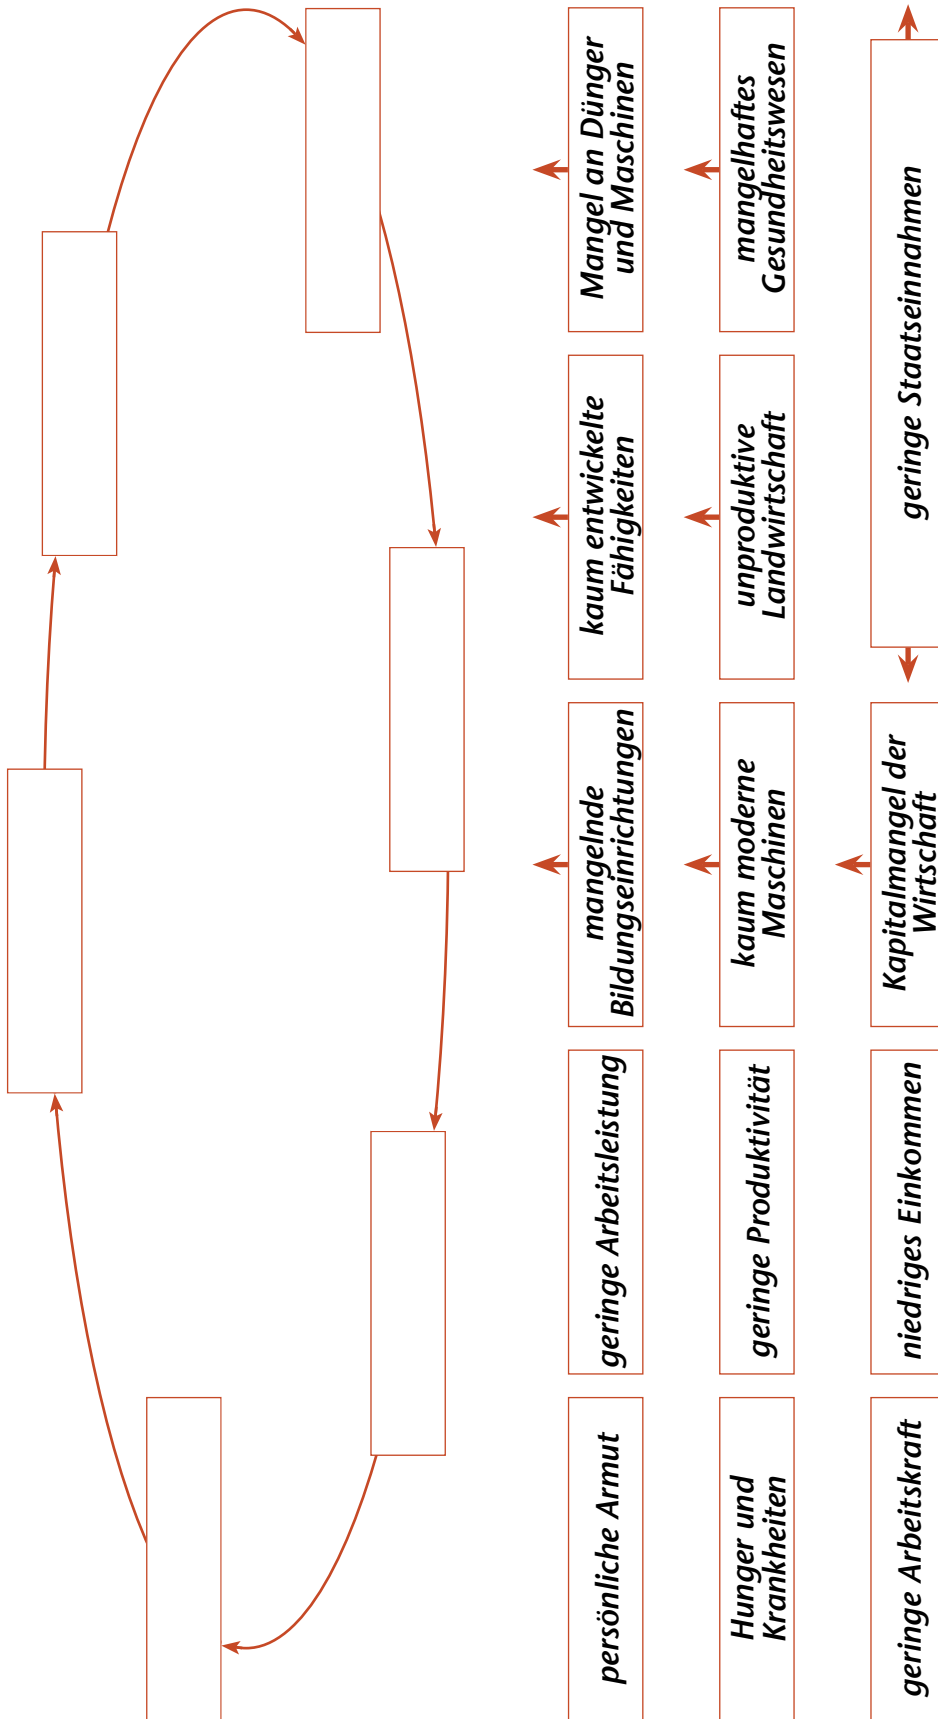 persönliche Armut
geringe Arbeitsleistung
mangelnde
Bildungseinrichtungen
kaum entwickelte
Fähigkeiten
Mangel an Dünger
und Maschinen
Hunger und
Krankheiten
geringe Produktivität
kaum moderne
Maschinen
unproduktive
Landwirtschaft
mangelhaftes
Gesundheitswesen
geringe Arbeitskraft
niedriges Einkommen
Kapitalmangel der
Wirtschaft
geringe Staatseinnahmen